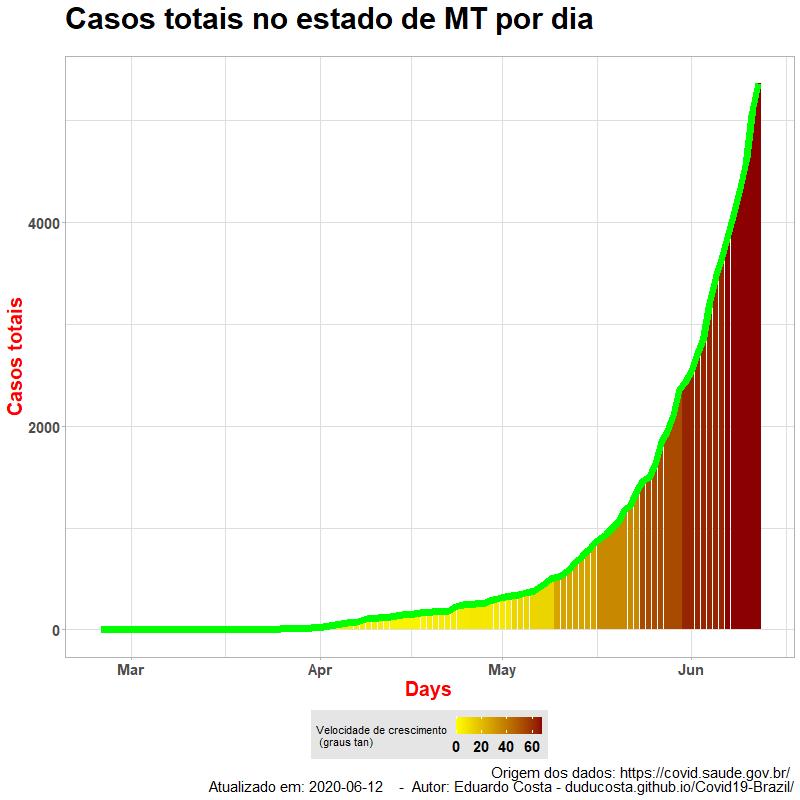 Casos totais no estado de MT por dia
Casos totais
4000
2000
0
Mar Apr May Jun
Days
Velocidade de crescimento
(graus tan)
0 20 40 60
Origem dos dados: https://covid.saude.gov.br/
Atualizado em: 2020-06-12 - Autor: Eduardo Costa - duducosta.github.io/Covid19-Brazil/